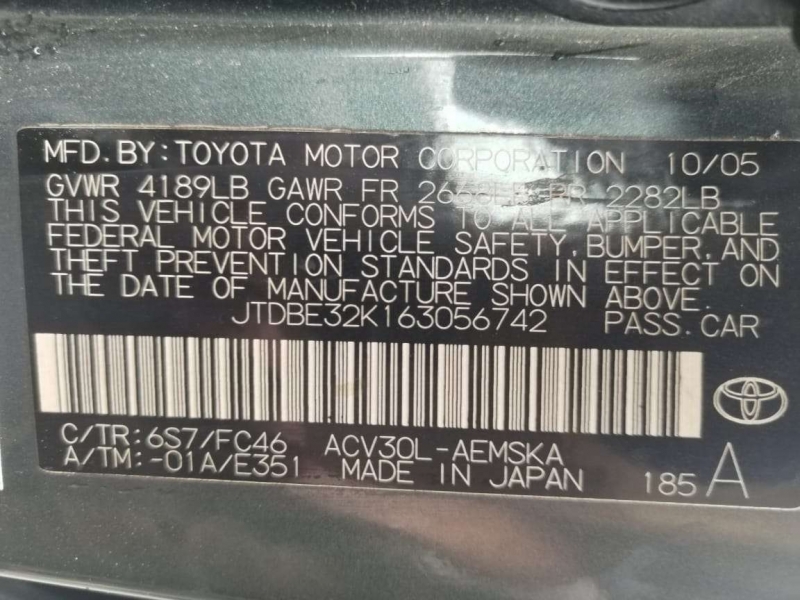 MFD. BY: TOYOTA MOTOR CORPORATION 10/05
GVWR 4189LB GAWR FR RR 2282LB
THIS VEHICLE CONFORMS TO ALL APPLICABLE
FEDERAL MOTOR VEHICLE SAFETY, BUMPER, AND
THEFT PREVENTION STANDARDS IN EFFECT ON
THE DATE OF MANUFACTURE SHOWN ABOVE.
JTDBE32K163056742 PASS. CAR
C/TR: 6S7/FC46 ACV30L-AEMSKA
A/TM: -01A/E351 MADE IN JAPAN 185 A